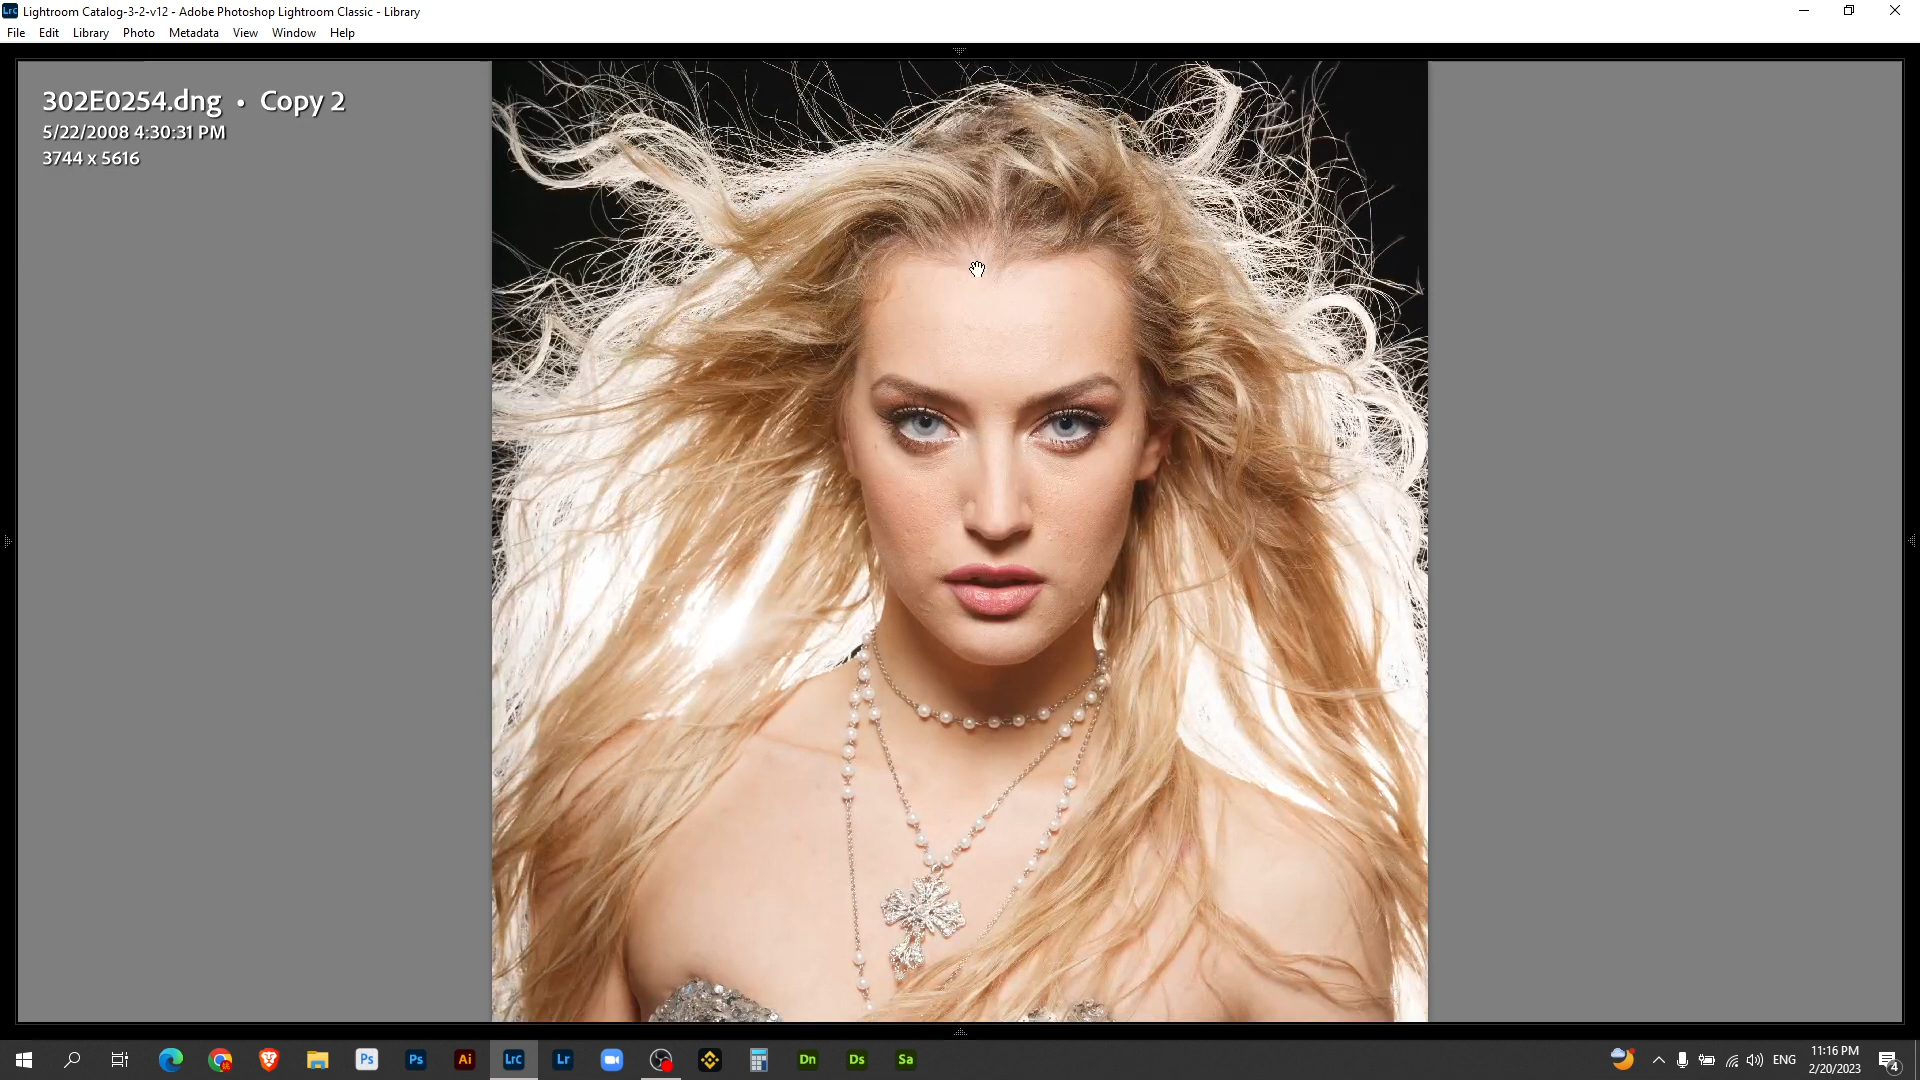 Lrc Lightroom Catalog-3-2-v12 - Adobe Photoshop Lightroom Classic - Library
File Edit Library Photo Metadata View Window Help
302E0254.dng • Copy 2
5/22/2008 4:30:31 PM
3744 x 5616
Ps Ps Ai LrC Lr Dn Ds Sa ENG 11:16 PM
2/20/2023 4